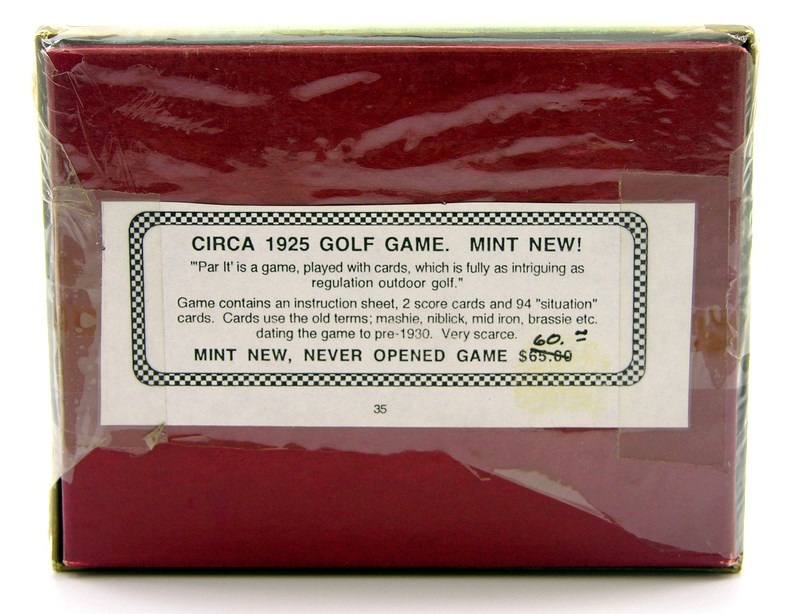 CIRCA 1925 GOLF GAME. MINT NEW!
"'Par It' is a game, played with cards, which is fully as intriguing as
regulation outdoor golf."
Game contains an instruction sheet, 2 score cards and 94 "situation"
cards. Cards use the old terms; mashie, niblick, mid iron, brassie etc.
dating the game to pre-1930. Very scarce.
60.
MINT NEW, NEVER OPENED GAME $65.00
35